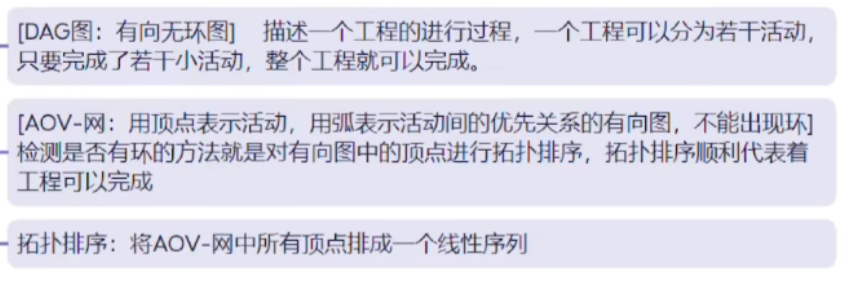 [DAG图：有向无环图]　描述一个工程的进行过程，一个工程可以分为若干活动，
只要完成了若干小活动，整个工程就可以完成。
[AOV-网：用顶点表示活动，用弧表示活动间的优先关系的有向图，不能出现环]
检测是否有环的方法就是对有向图中的顶点进行拓扑排序，拓扑排序顺利代表着
工程可以完成
拓扑排序：将AOV-网中所有顶点排成一个线性序列